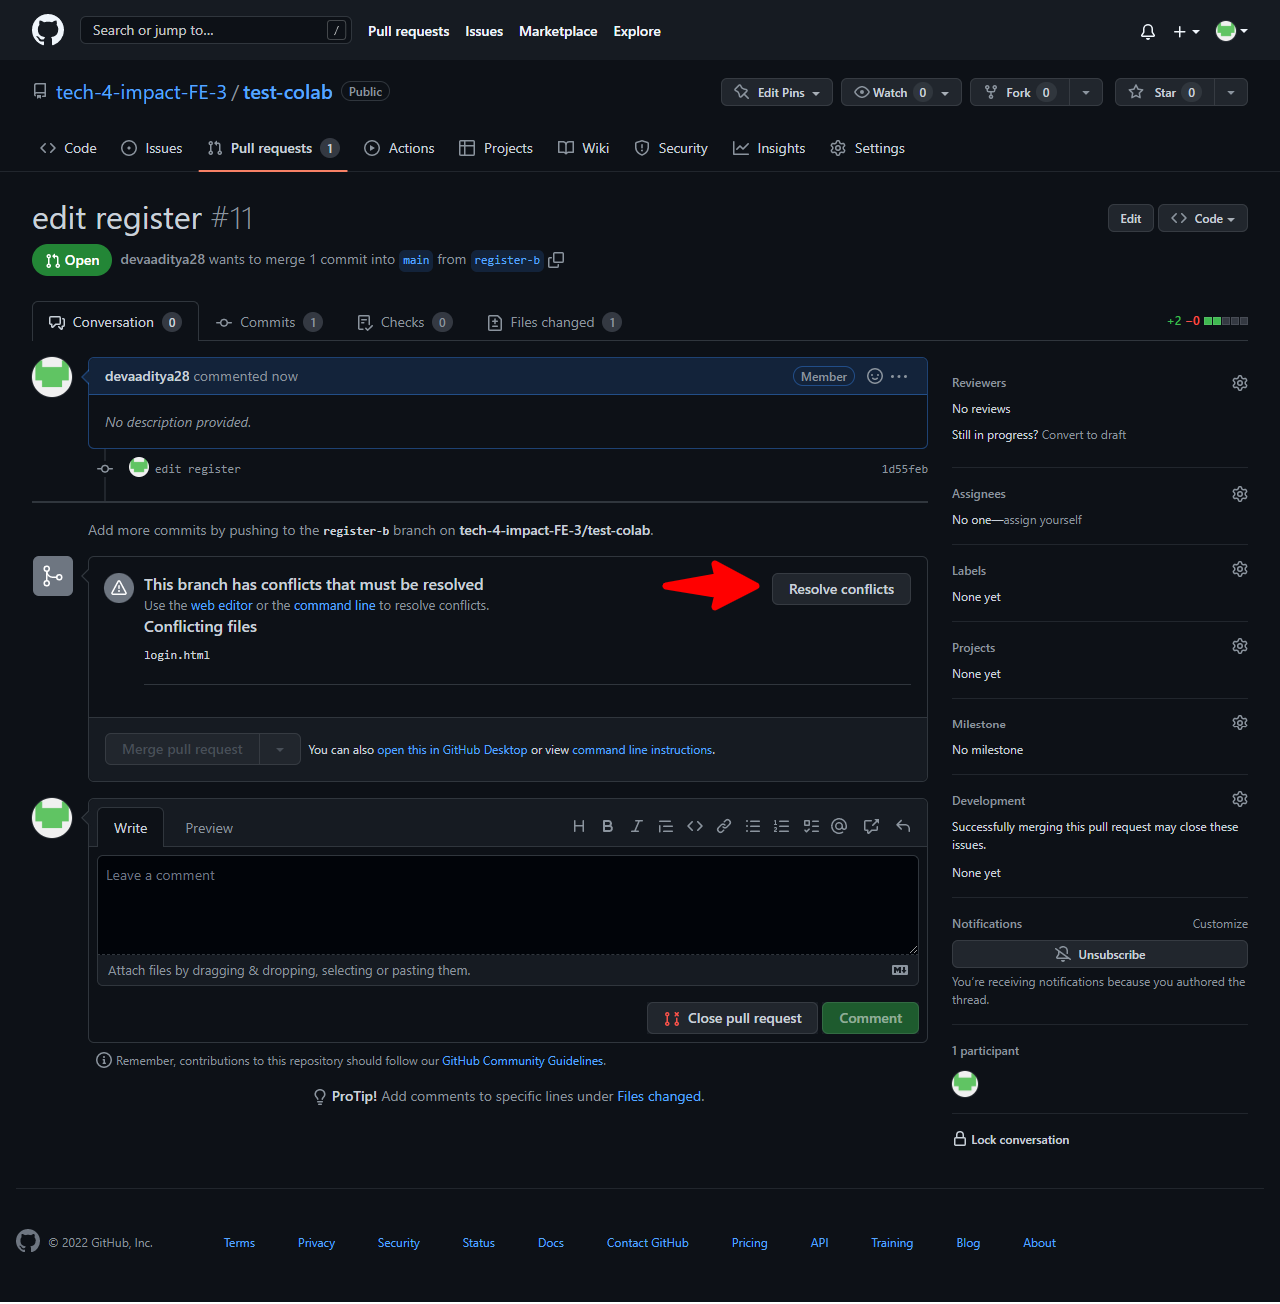 Search or jump to... /
Pull requests Issues Marketplace Explore
tech-4-impact-FE-3 / test-colab Public
Edit Pins Watch 0 Fork 0 Star 0
Code Issues Pull requests 1 Actions Projects Wiki Security Insights Settings
edit register #11
Edit Code
Open devaaditya28 wants to merge 1 commit into main from register-b
Conversation 0 Commits 1 Checks 0 Files changed 1
+2 −0
devaaditya28 commented now
Member
No description provided.
edit register
1d55feb
Add more commits by pushing to the register-b branch on tech-4-impact-FE-3/test-colab.
This branch has conflicts that must be resolved
Use the web editor or the command line to resolve conflicts.
Resolve conflicts
Conflicting files
login.html
Merge pull request
You can also open this in GitHub Desktop or view command line instructions.
Write Preview
Leave a comment
Attach files by dragging & dropping, selecting or pasting them.
Close pull request Comment
Remember, contributions to this repository should follow our GitHub Community Guidelines.
ProTip! Add comments to specific lines under Files changed.
Reviewers
No reviews
Still in progress? Convert to draft
Assignees
No one—assign yourself
Labels
None yet
Projects
None yet
Milestone
No milestone
Development
Successfully merging this pull request may close these
issues.
None yet
Notifications Customize
Unsubscribe
You're receiving notifications because you authored the
thread.
1 participant
Lock conversation
© 2022 GitHub, Inc. Terms Privacy Security Status Docs Contact GitHub Pricing API Training Blog About